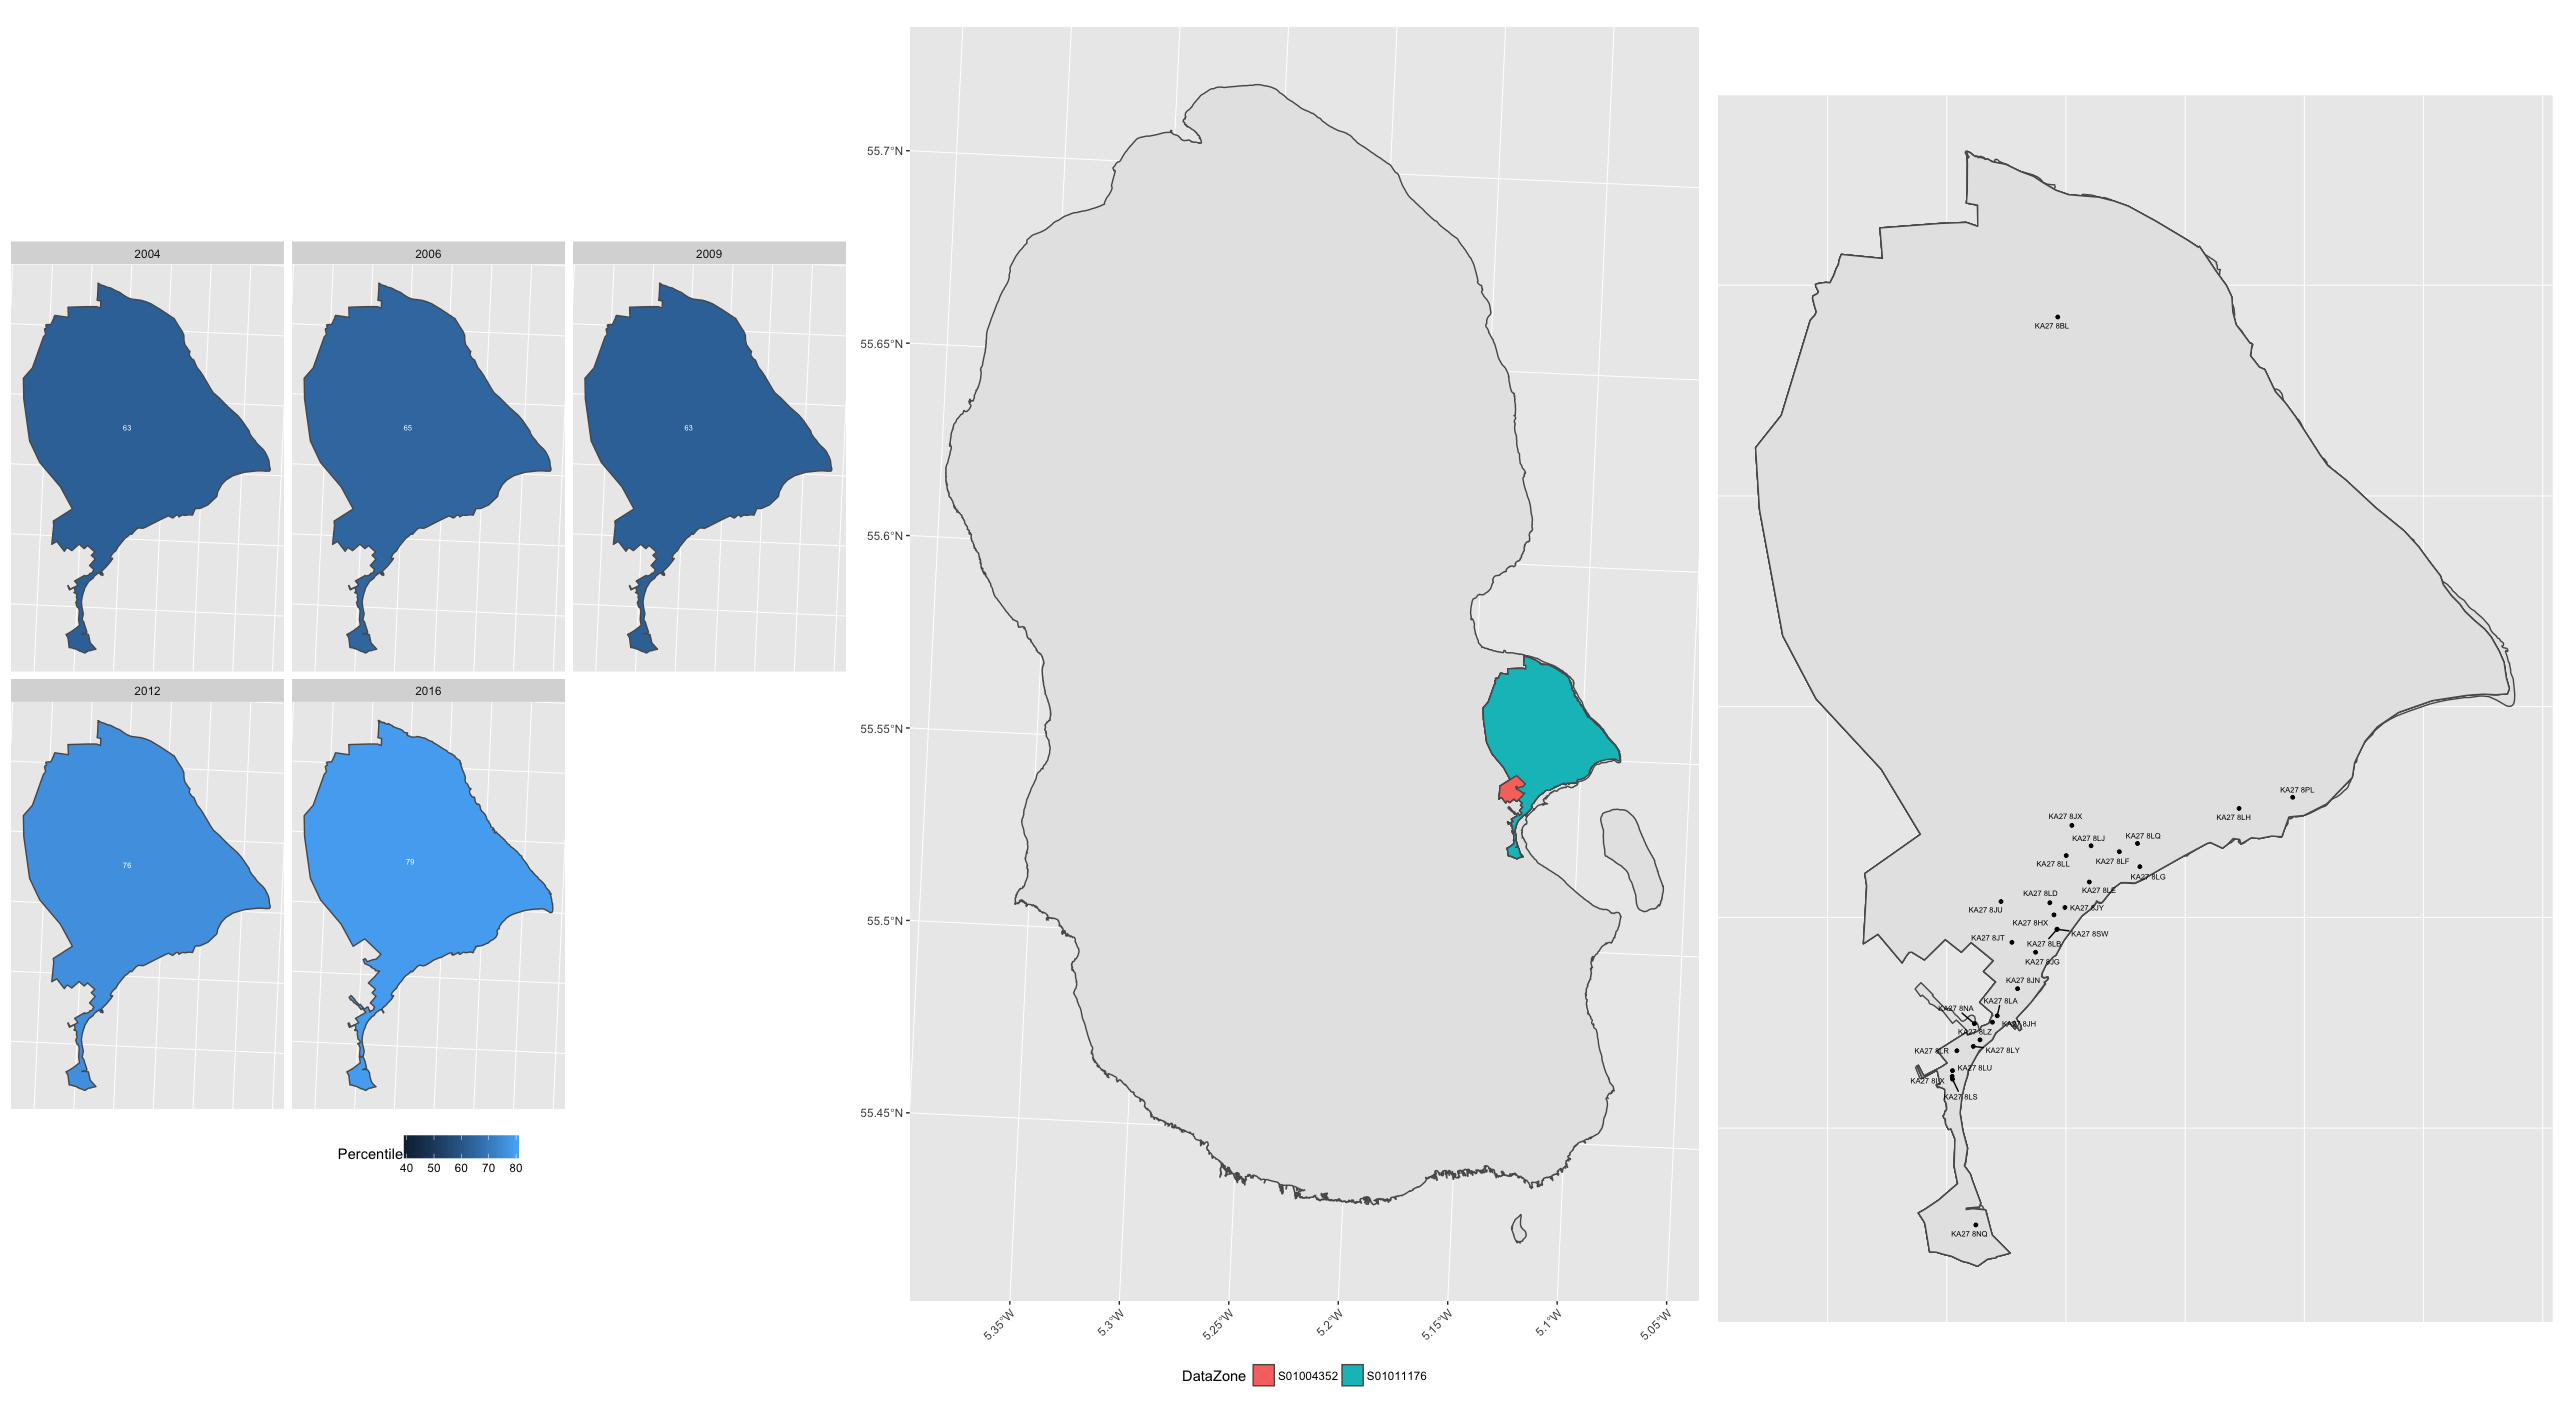 2004
2006
2009
63
65
63
2012
2016
76
79
Percentile
40 50 60 70 80
55.7°N
55.65°N
55.6°N
55.55°N
55.5°N
55.45°N
5.35°W
5.3°W
5.25°W
5.2°W
5.15°W
5.1°W
5.05°W
DataZone S01004352 S01011176
KA27 8BL
KA27 8PL
KA27 8LH
KA27 8JX
KA27 8LJ
KA27 8LQ
KA27 8LL
KA27 8LF
KA27 8LG
KA27 8LE
KA27 8LD
KA27 8JU
KA27 8JY
KA27 8HX
KA27 8SW
KA27 8JT
KA27 8LB
KA27 8JG
KA27 8JN
KA27 8LA
KA27 8NA
KA27 8JH
KA27 8LZ
KA27 8LR
KA27 8LY
KA27 8LU
KA27 8LX
KA27 8LS
KA27 8NQ